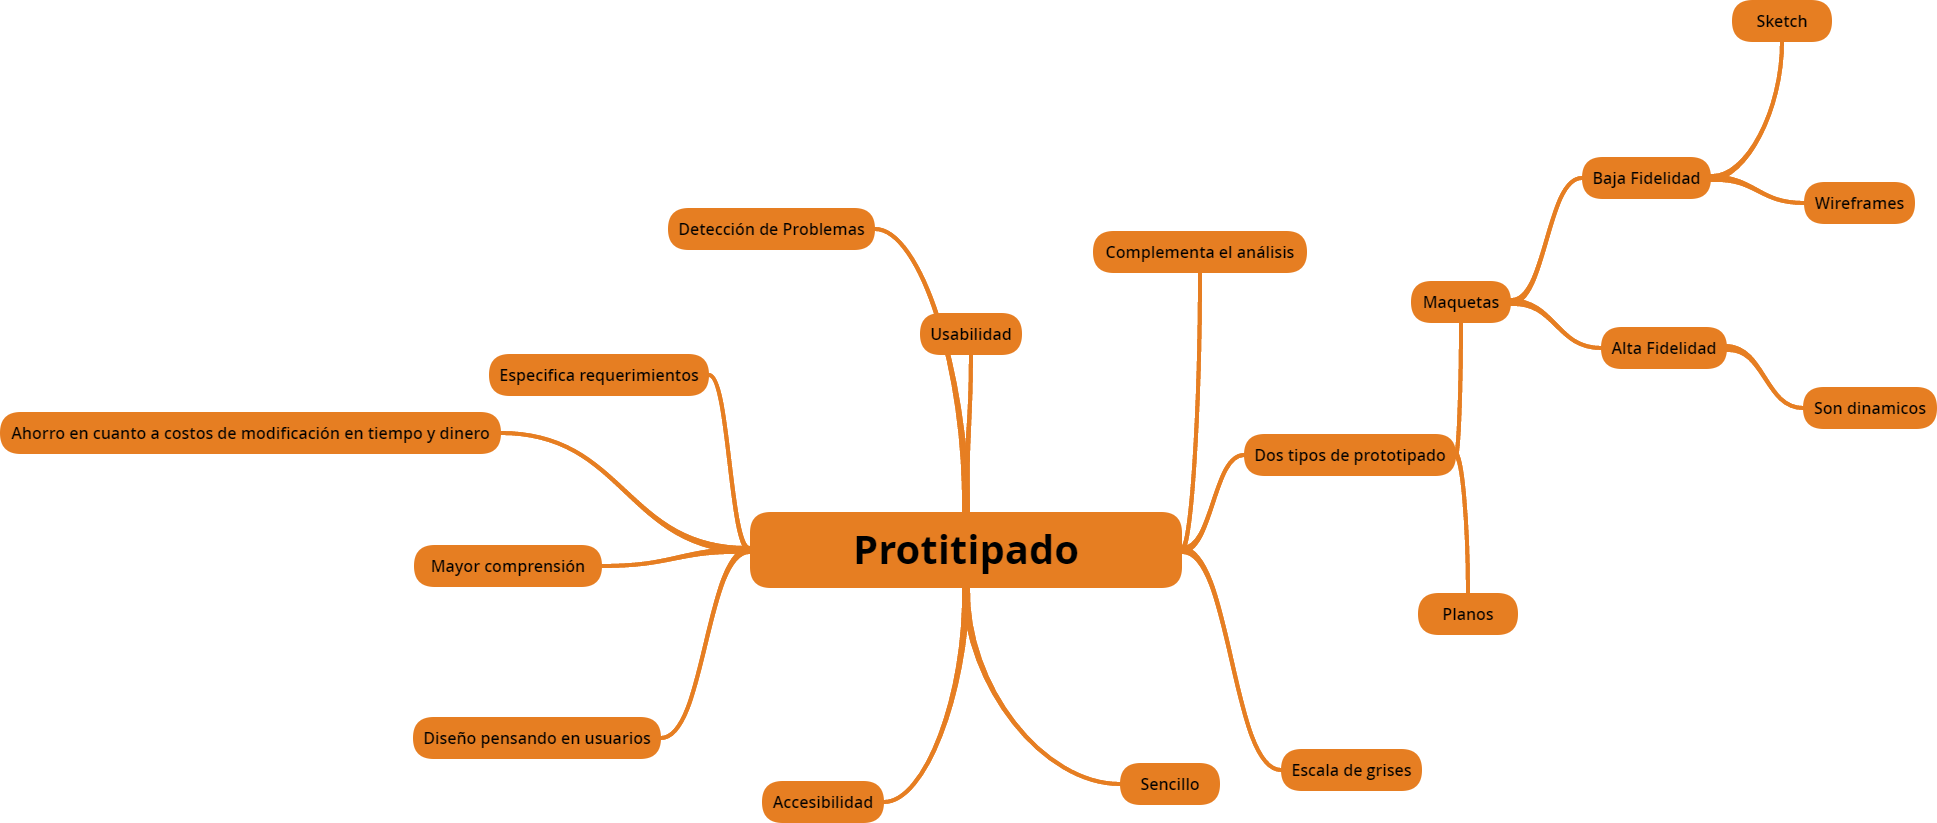 Sketch
Baja Fidelidad
Wireframes
Detección de Problemas
Complementa el análisis
Maquetas
Usabilidad
Alta Fidelidad
Especifica requerimientos
Son dinamicos
Ahorro en cuanto a costos de modificación en tiempo y dinero
Dos tipos de prototipado
Protitipado
Mayor comprensión
Planos
Diseño pensando en usuarios
Escala de grises
Sencillo
Accesibilidad